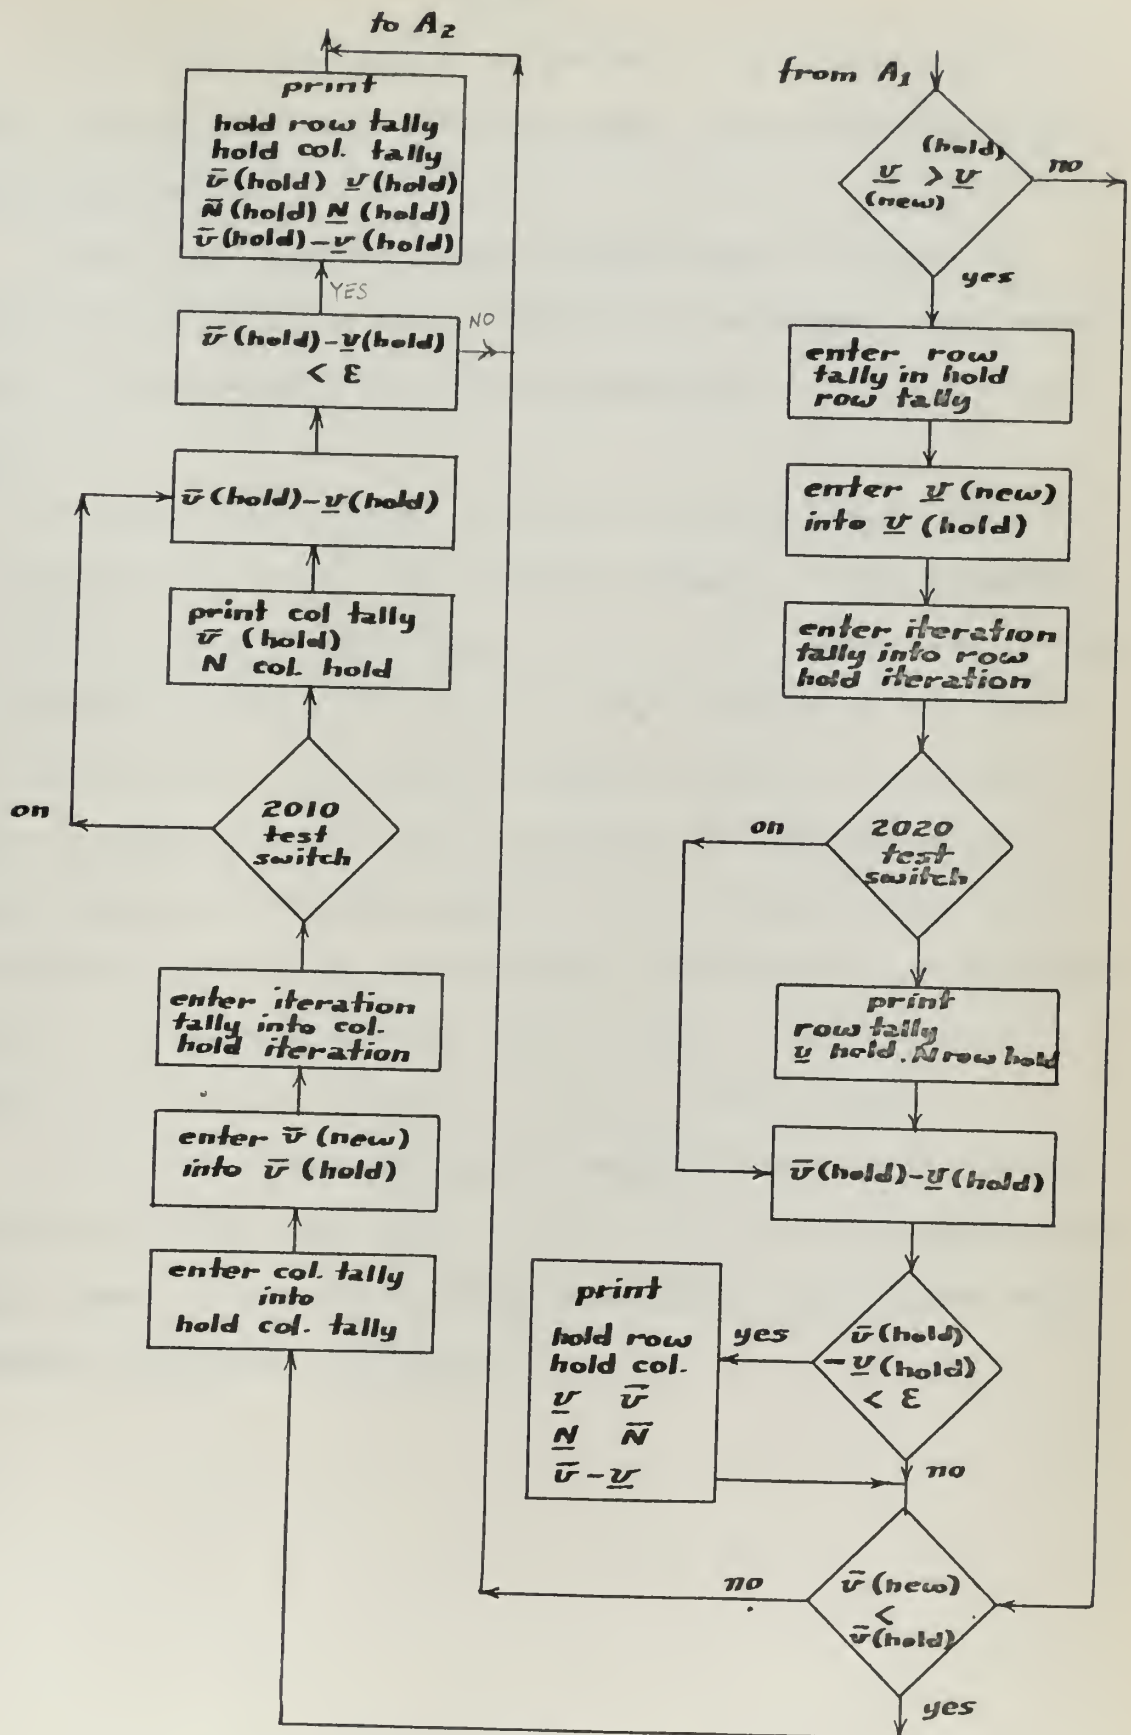 to A₂
print
hold row tally
hold col. tally
v̅ (hold) v̲ (hold)
N̅ (hold) N̲ (hold)
v̅ (hold) - v̲ (hold)
YES
v̅ (hold) - v̲ (hold)
< ε
NO
v̅ (hold) - v̲ (hold)
print col tally
v̅ (hold)
N col. hold
on
2010
test
switch
enter iteration
tally into col.
hold iteration
enter v̅ (new)
into v̅ (hold)
enter col. tally
into
hold col. tally
from A₁
(hold)
v̲ > v̲
(new)
no
yes
enter row
tally in hold
row tally
enter v̲ (new)
into v̲ (hold)
enter iteration
tally into row
hold iteration
on
2020
test
switch
print
row tally
v̲ hold. N row hold
v̅ (hold) - v̲ (hold)
v̅ (hold)
- v̲ (hold)
< ε
yes
print
hold row
hold col.
v̲ v̅
N̲ N̅
v̅ - v̲
no
v̅ (new)
<
v̅ (hold)
no
yes